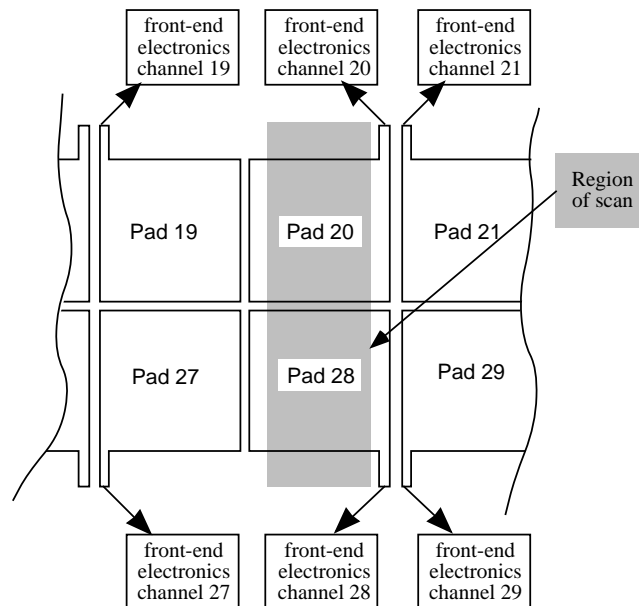 front-end
electronics
channel 19
front-end
electronics
channel 20
front-end
electronics
channel 21
Region
of scan
Pad 19
Pad 20
Pad 21
Pad 27
Pad 28
Pad 29
front-end
electronics
channel 27
front-end
electronics
channel 28
front-end
electronics
channel 29